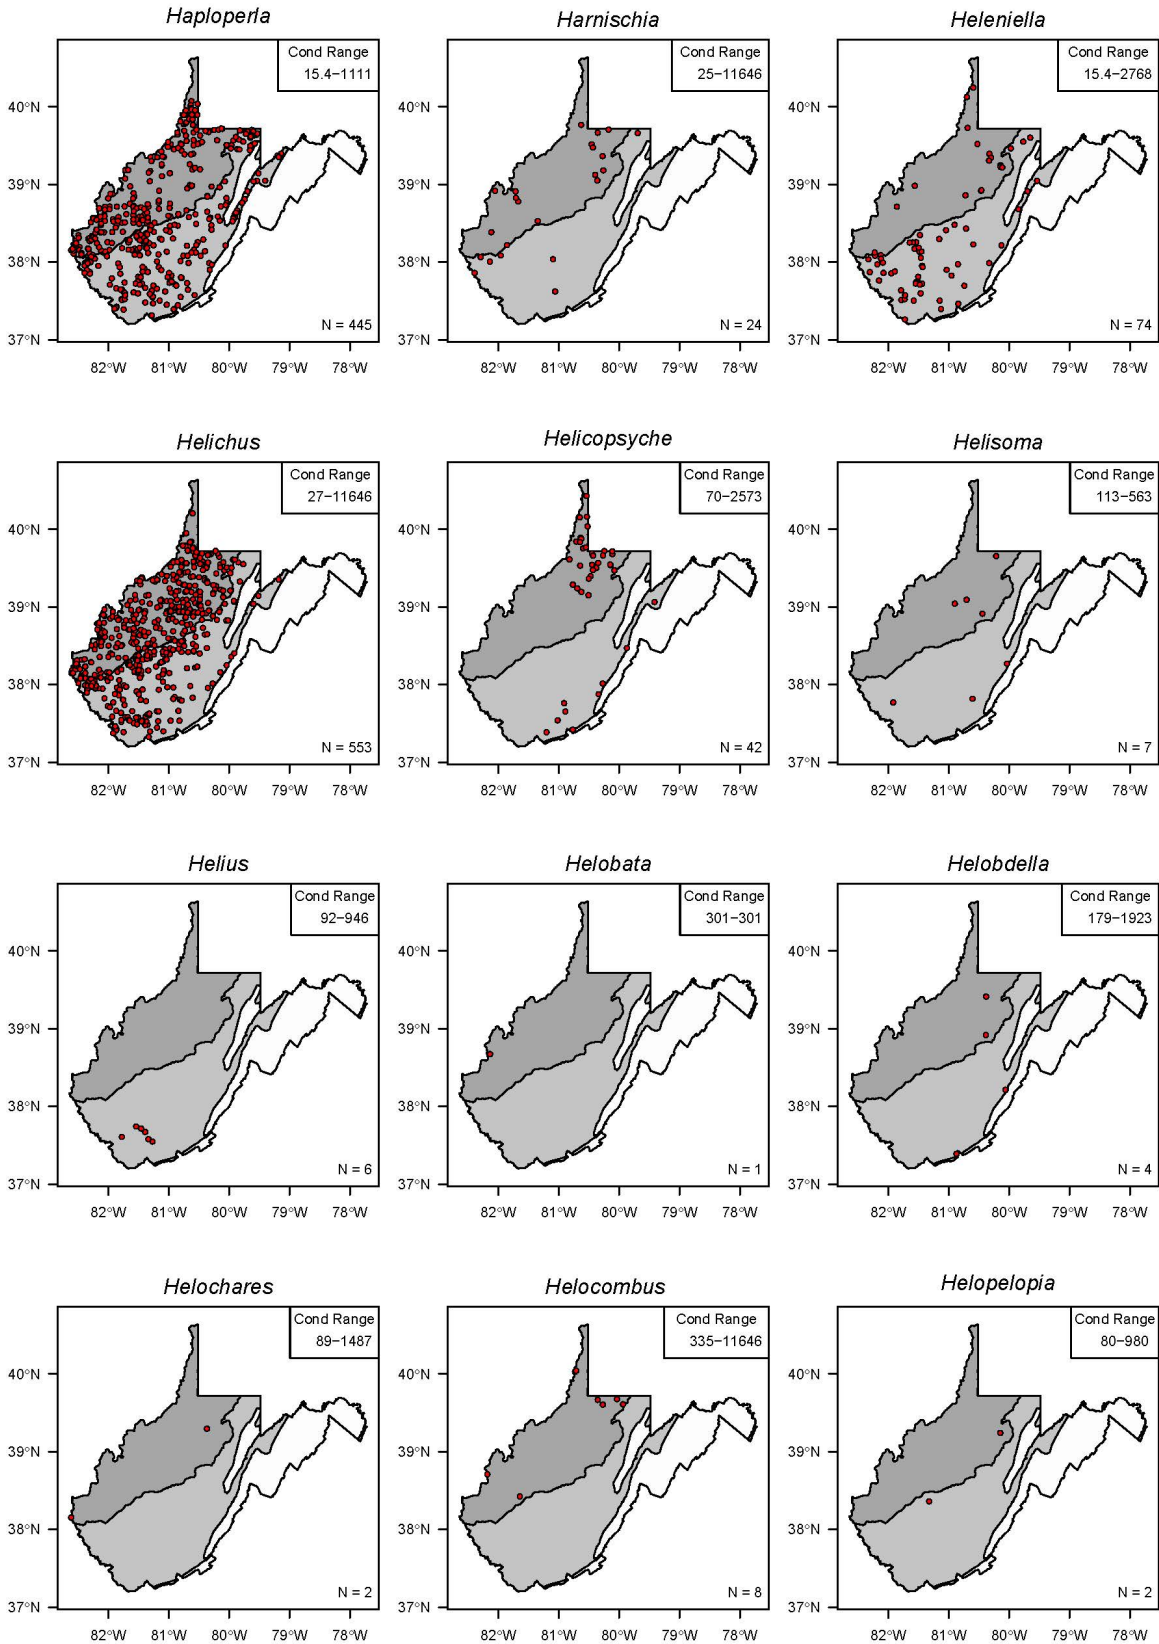 Haploperla
Cond Range
15.4−1111
40°N
39°N
38°N
37°N
N = 445
82°W 81°W 80°W 79°W 78°W
Harnischia
Cond Range
25−11646
40°N
39°N
38°N
37°N
N = 24
82°W 81°W 80°W 79°W 78°W
Heleniella
Cond Range
15.4−2768
40°N
39°N
38°N
37°N
N = 74
82°W 81°W 80°W 79°W 78°W
Helichus
Cond Range
27−11646
40°N
39°N
38°N
37°N
N = 553
82°W 81°W 80°W 79°W 78°W
Helicopsyche
Cond Range
70−2573
40°N
39°N
38°N
37°N
N = 42
82°W 81°W 80°W 79°W 78°W
Helisoma
Cond Range
113−563
40°N
39°N
38°N
37°N
N = 7
82°W 81°W 80°W 79°W 78°W
Helius
Cond Range
92−946
40°N
39°N
38°N
37°N
N = 6
82°W 81°W 80°W 79°W 78°W
Helobata
Cond Range
301−301
40°N
39°N
38°N
37°N
N = 1
82°W 81°W 80°W 79°W 78°W
Helobdella
Cond Range
179−1923
40°N
39°N
38°N
37°N
N = 4
82°W 81°W 80°W 79°W 78°W
Helochares
Cond Range
89−1487
40°N
39°N
38°N
37°N
N = 2
82°W 81°W 80°W 79°W 78°W
Helocombus
Cond Range
335−11646
40°N
39°N
38°N
37°N
N = 8
82°W 81°W 80°W 79°W 78°W
Helopelopia
Cond Range
80−980
40°N
39°N
38°N
37°N
N = 2
82°W 81°W 80°W 79°W 78°W